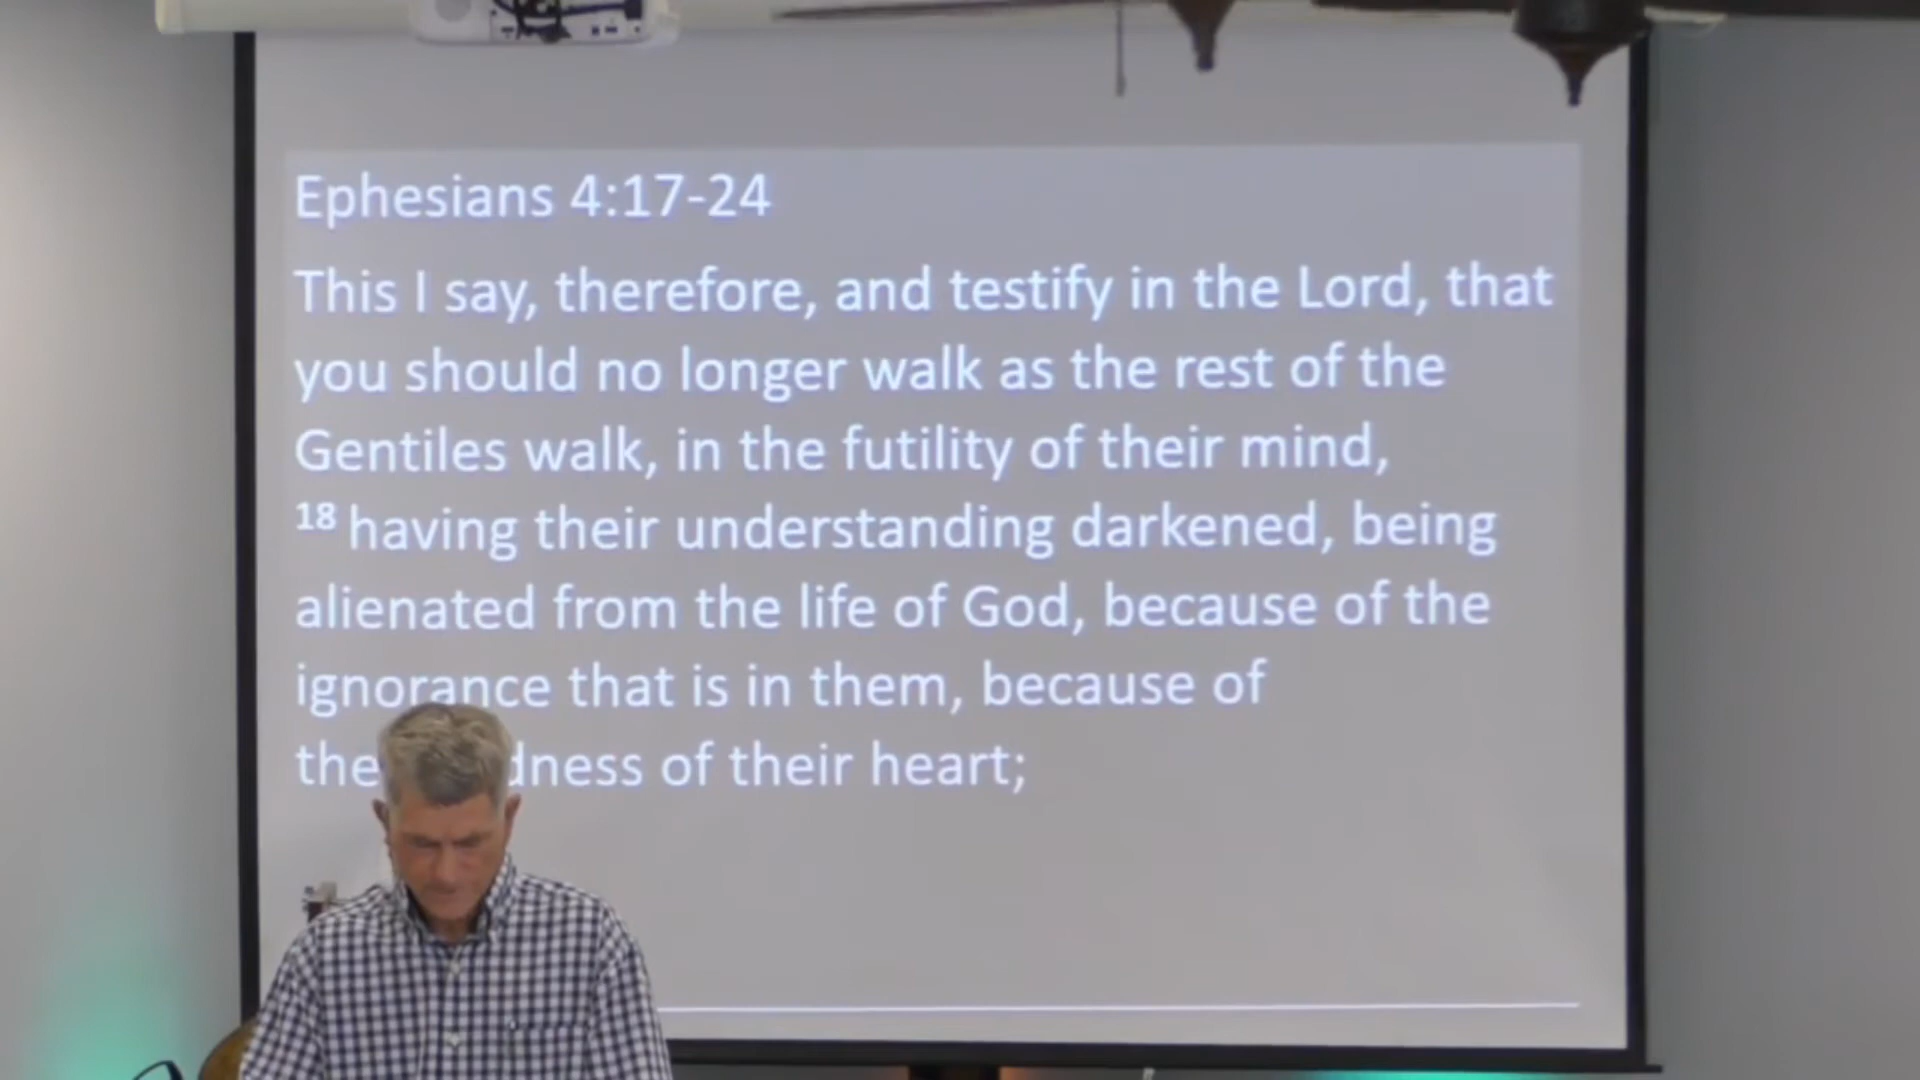 Ephesians 4:17-24
This I say, therefore, and testify in the Lord, that
you should no longer walk as the rest of the
Gentiles walk, in the futility of their mind,
18 having their understanding darkened, being
alienated from the life of God, because of the
ignorance that is in them, because of
the of their heart;